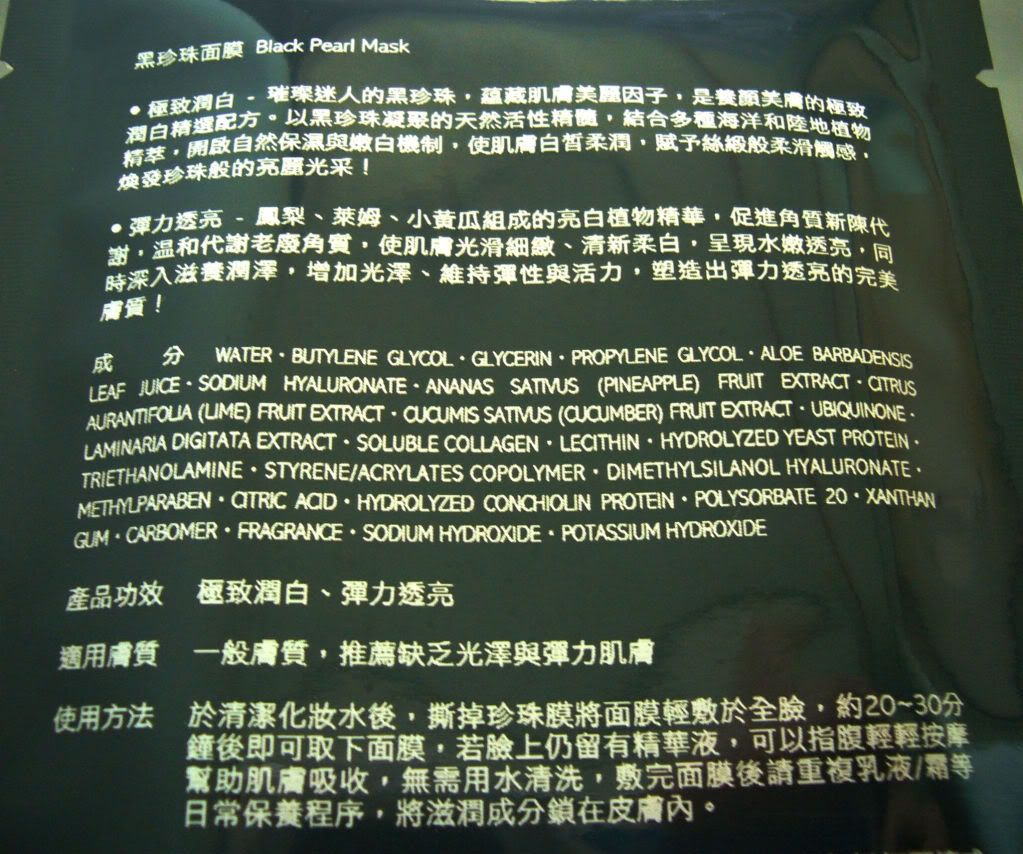 黑珍珠面膜 Black Pearl Mask
• 極致潤白 - 璀璨迷人的黑珍珠，蘊藏肌膚美麗因子，是養顏美膚的極致
潤白精選配方。以黑珍珠凝聚的天然活性精髓，結合多種海洋和陸地植物
精萃，開啟自然保濕與嫩白機制，使肌膚白皙柔潤，賦予絲緞般柔滑觸感，
煥發珍珠般的亮麗光采！
• 彈力透亮 - 鳳梨、萊姆、小黃瓜組成的亮白植物精華，促進角質新陳代
謝，溫和代謝老廢角質，使肌膚光滑細緻、清新柔白，呈現水嫩透亮，同
時深入滋養潤澤，增加光澤、維持彈性與活力，塑造出彈力透亮的完美
膚質！
成 分 WATER・BUTYLENE GLYCOL・GLYCERIN・PROPYLENE GLYCOL・ALOE BARBADENSIS
LEAF JUICE・SODIUM HYALURONATE・ANANAS SATIVUS (PINEAPPLE) FRUIT EXTRACT・CITRUS
AURANTIFOLIA (LIME) FRUIT EXTRACT・CUCUMIS SATIVUS (CUCUMBER) FRUIT EXTRACT・UBIQUINONE・
LAMINARIA DIGITATA EXTRACT・SOLUBLE COLLAGEN・LECITHIN・HYDROLYZED YEAST PROTEIN・
TRIETHANOLAMINE・STYRENE/ACRYLATES COPOLYMER・DIMETHYLSILANOL HYALURONATE・
METHYLPARABEN・CITRIC ACID・HYDROLYZED CONCHIOLIN PROTEIN・POLYSORBATE 20・XANTHAN
GUM・CARBOMER・FRAGRANCE・SODIUM HYDROXIDE・POTASSIUM HYDROXIDE
產品功效 極致潤白、彈力透亮
適用膚質 一般膚質，推薦缺乏光澤與彈力肌膚
使用方法 於清潔化妝水後，撕掉珍珠膜將面膜輕敷於全臉，約20~30分
鐘後即可取下面膜，若臉上仍留有精華液，可以指腹輕輕按摩
幫助肌膚吸收，無需用水清洗，敷完面膜後請重複乳液/霜等
日常保養程序，將滋潤成分鎖在皮膚內。